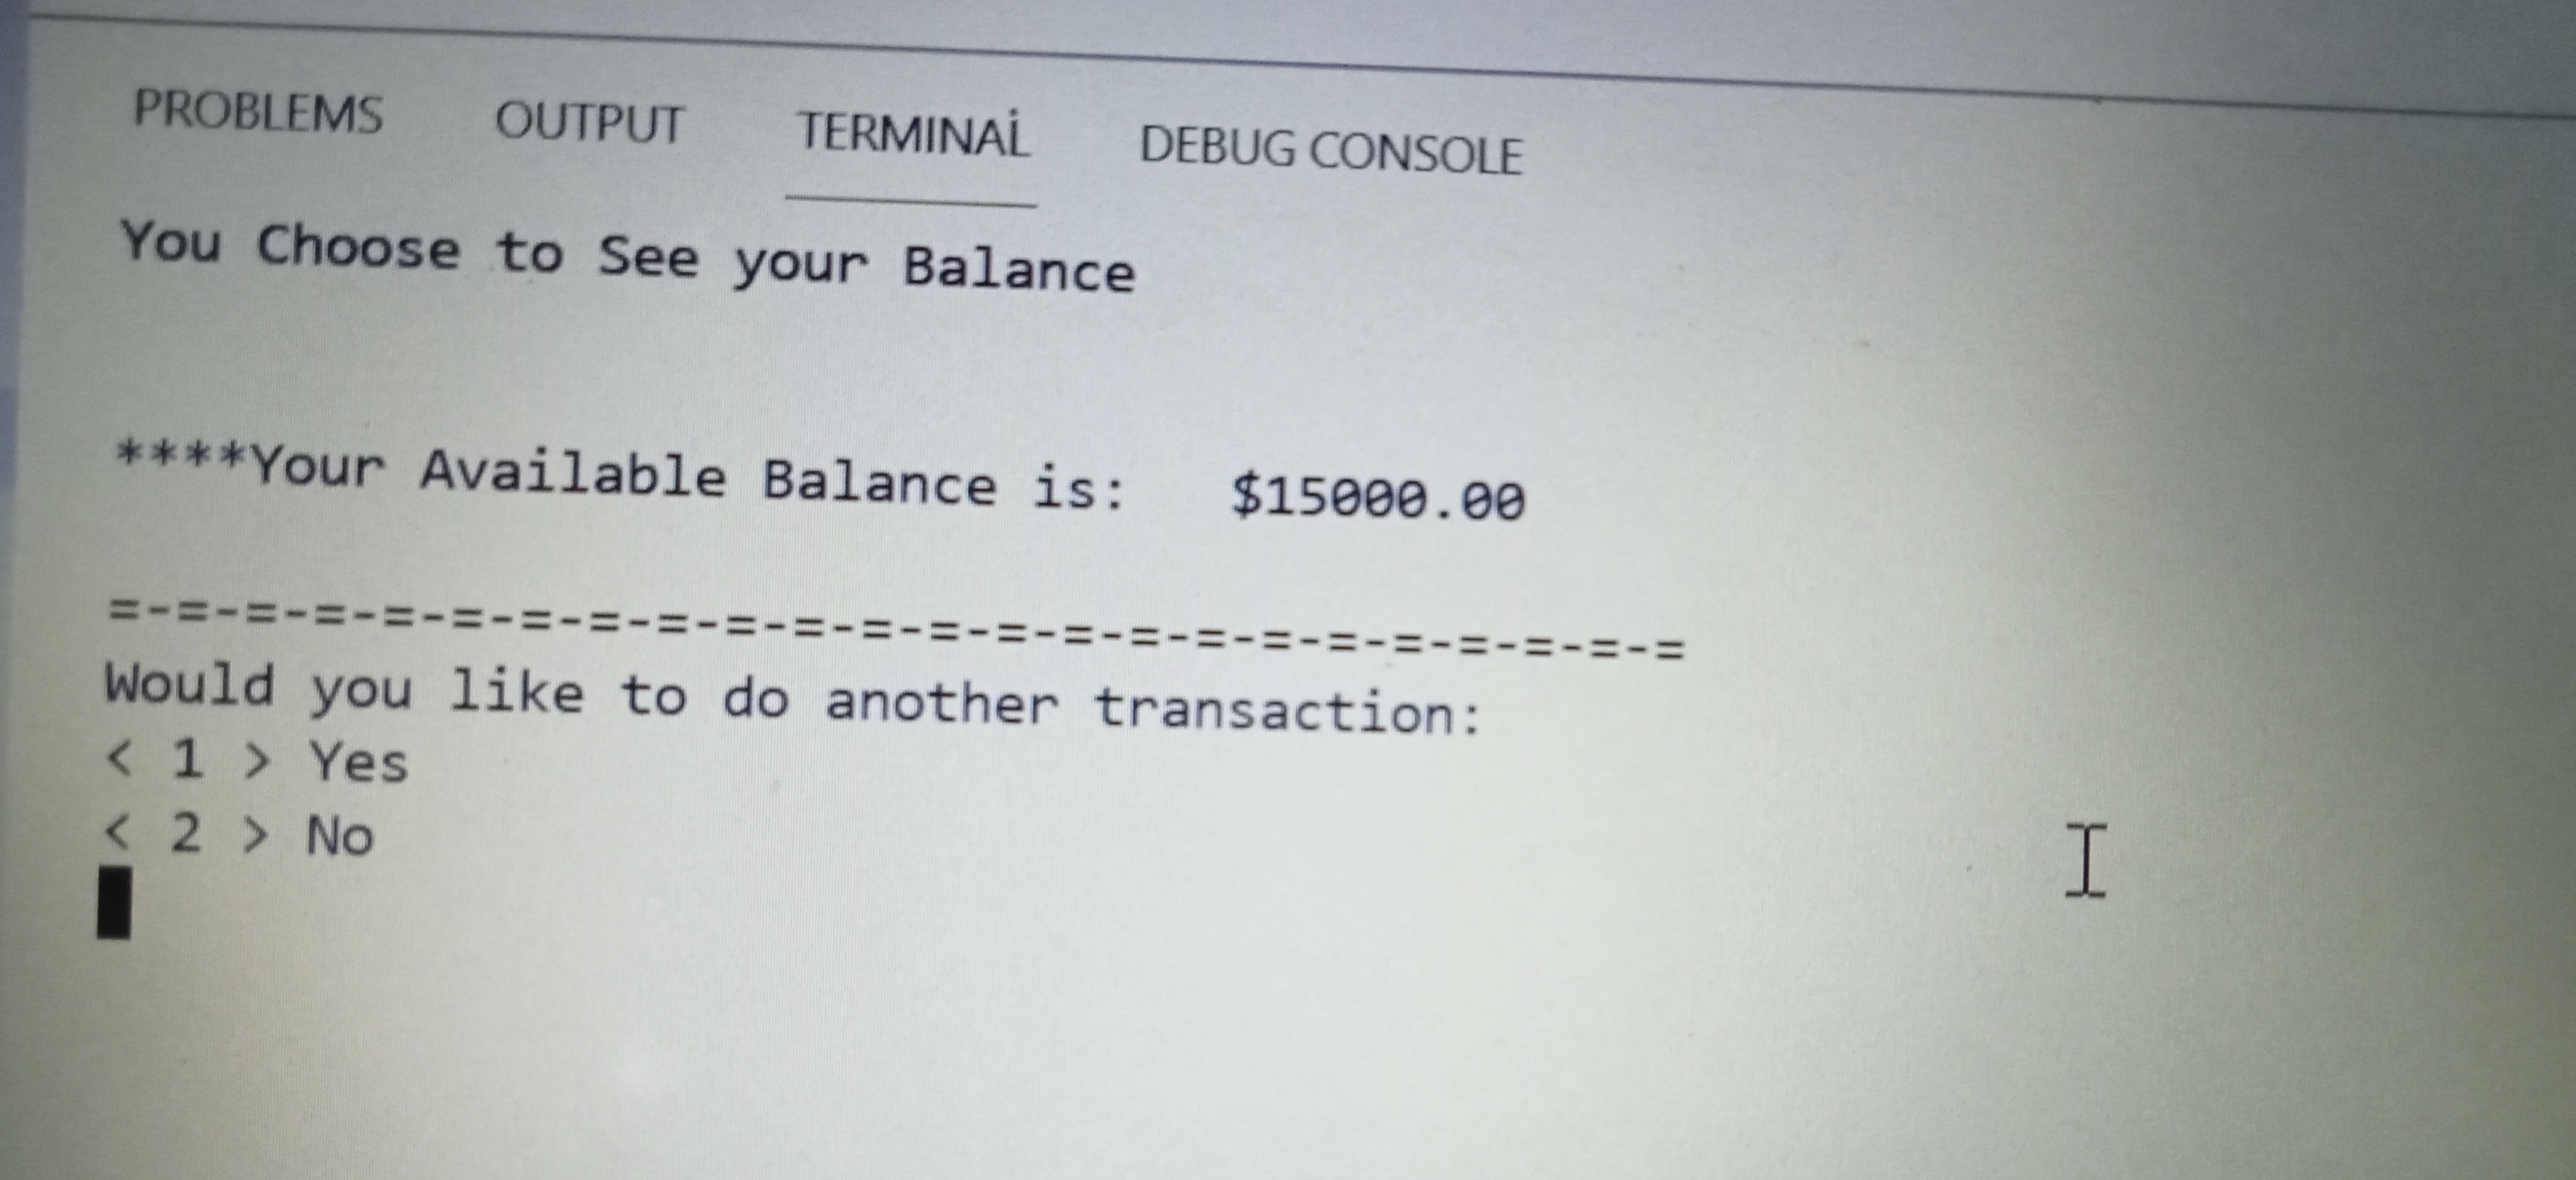 PROBLEMS OUTPUT TERMINAL DEBUG CONSOLE
You Choose to See your Balance
****Your Available Balance is:   $15000.00
=-=-=-=-=-=-=-=-=-=-=-=-=-=-=-=-=-=-=-=-=-=-=-=
Would you like to do another transaction:
< 1 > Yes
< 2 > No